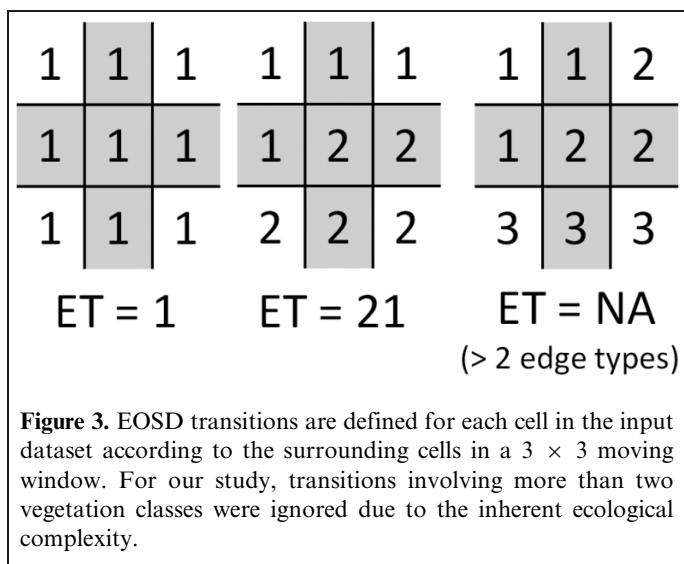 1 1 1 1 1 1 1 1 2
1 1 1 1 2 2 1 2 2
1 1 1 2 2 2 3 3 3
ET = 1 ET = 21 ET = NA
(> 2 edge types)
Figure 3. EOSD transitions are defined for each cell in the input
dataset according to the surrounding cells in a 3 × 3 moving
window. For our study, transitions involving more than two
vegetation classes were ignored due to the inherent ecological
complexity.